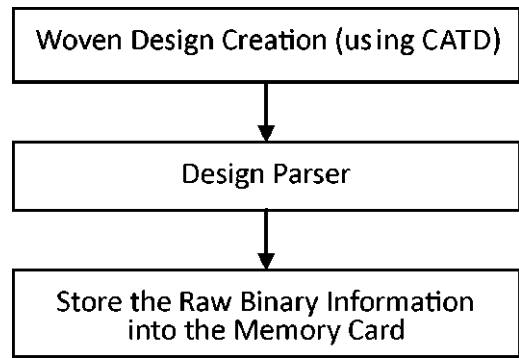 Woven Design Creation (using CATD)
Design Parser
Store the Raw Binary Information
into the Memory Card